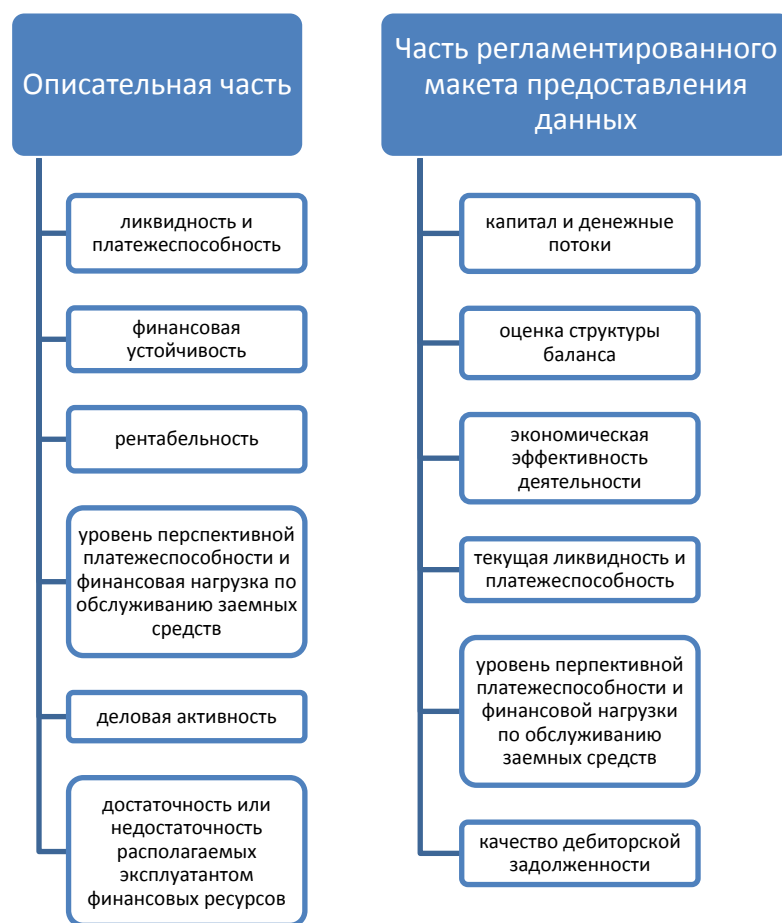 Описательная часть
ликвидность и
платежеспособность
финансовая
устойчивость
рентабельность
уровень перспективной
платежеспособности и
финансовая нагрузка по
обслуживанию заемных
средств
деловая активность
достаточность или
недостаточность
располагаемых
эксплуатантом
финансовых ресурсов
Часть регламентированного
макета предоставления
данных
капитал и денежные
потоки
оценка структуры
баланса
экономическая
эффективность
деятельности
текущая ликвидность и
платежеспособность
уровень перпективной
платежеспособности и
финансовой нагрузки
по обслуживанию
заемных средств
качество дебиторской
задолженности